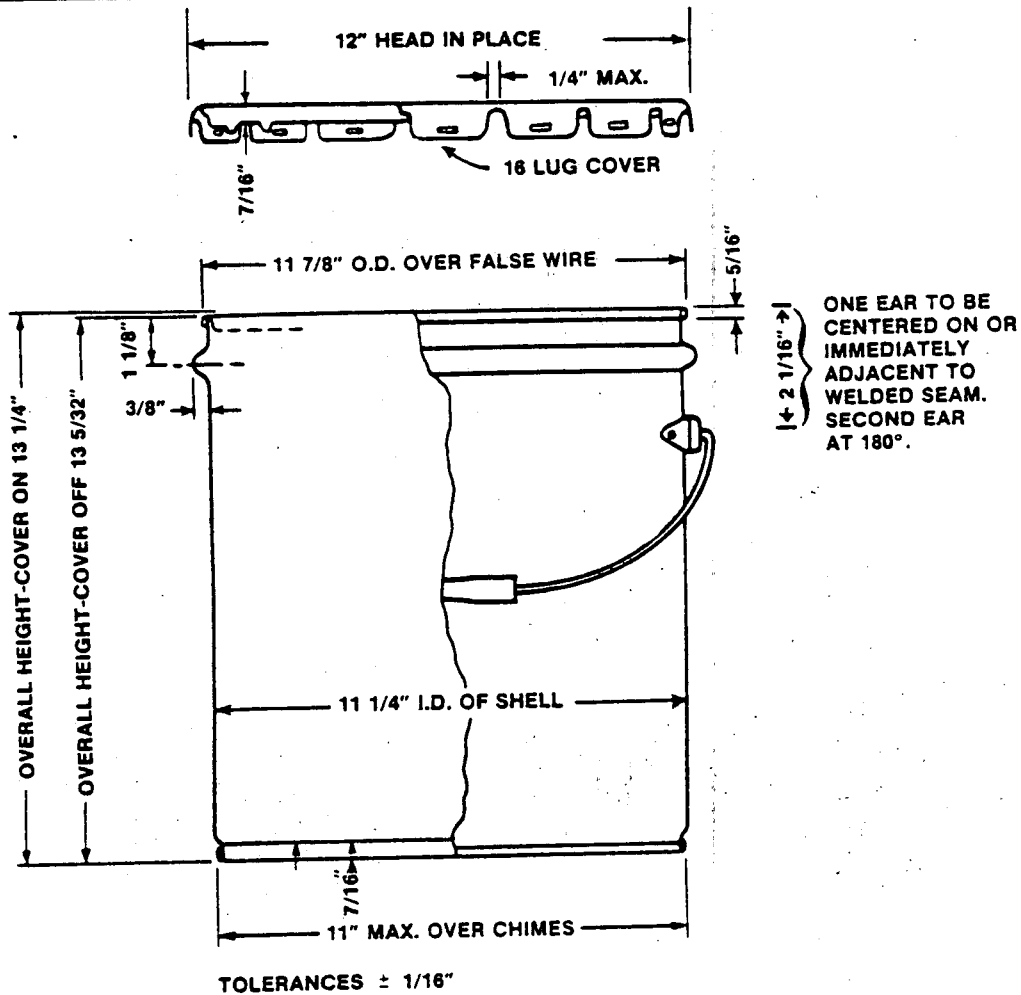 12" HEAD IN PLACE
1/4" MAX.
16 LUG COVER
7/16"
11 7/8" O.D. OVER FALSE WIRE
5/16"
1 1/8"
3/8"
2 1/16"
ONE EAR TO BE
CENTERED ON OR
IMMEDIATELY
ADJACENT TO
WELDED SEAM.
SECOND EAR
AT 180°.
OVERALL HEIGHT-COVER ON 13 1/4"
OVERALL HEIGHT-COVER OFF 13 5/32"
11 1/4" I.D. OF SHELL
7/16"
11" MAX. OVER CHIMES
TOLERANCES ± 1/16"